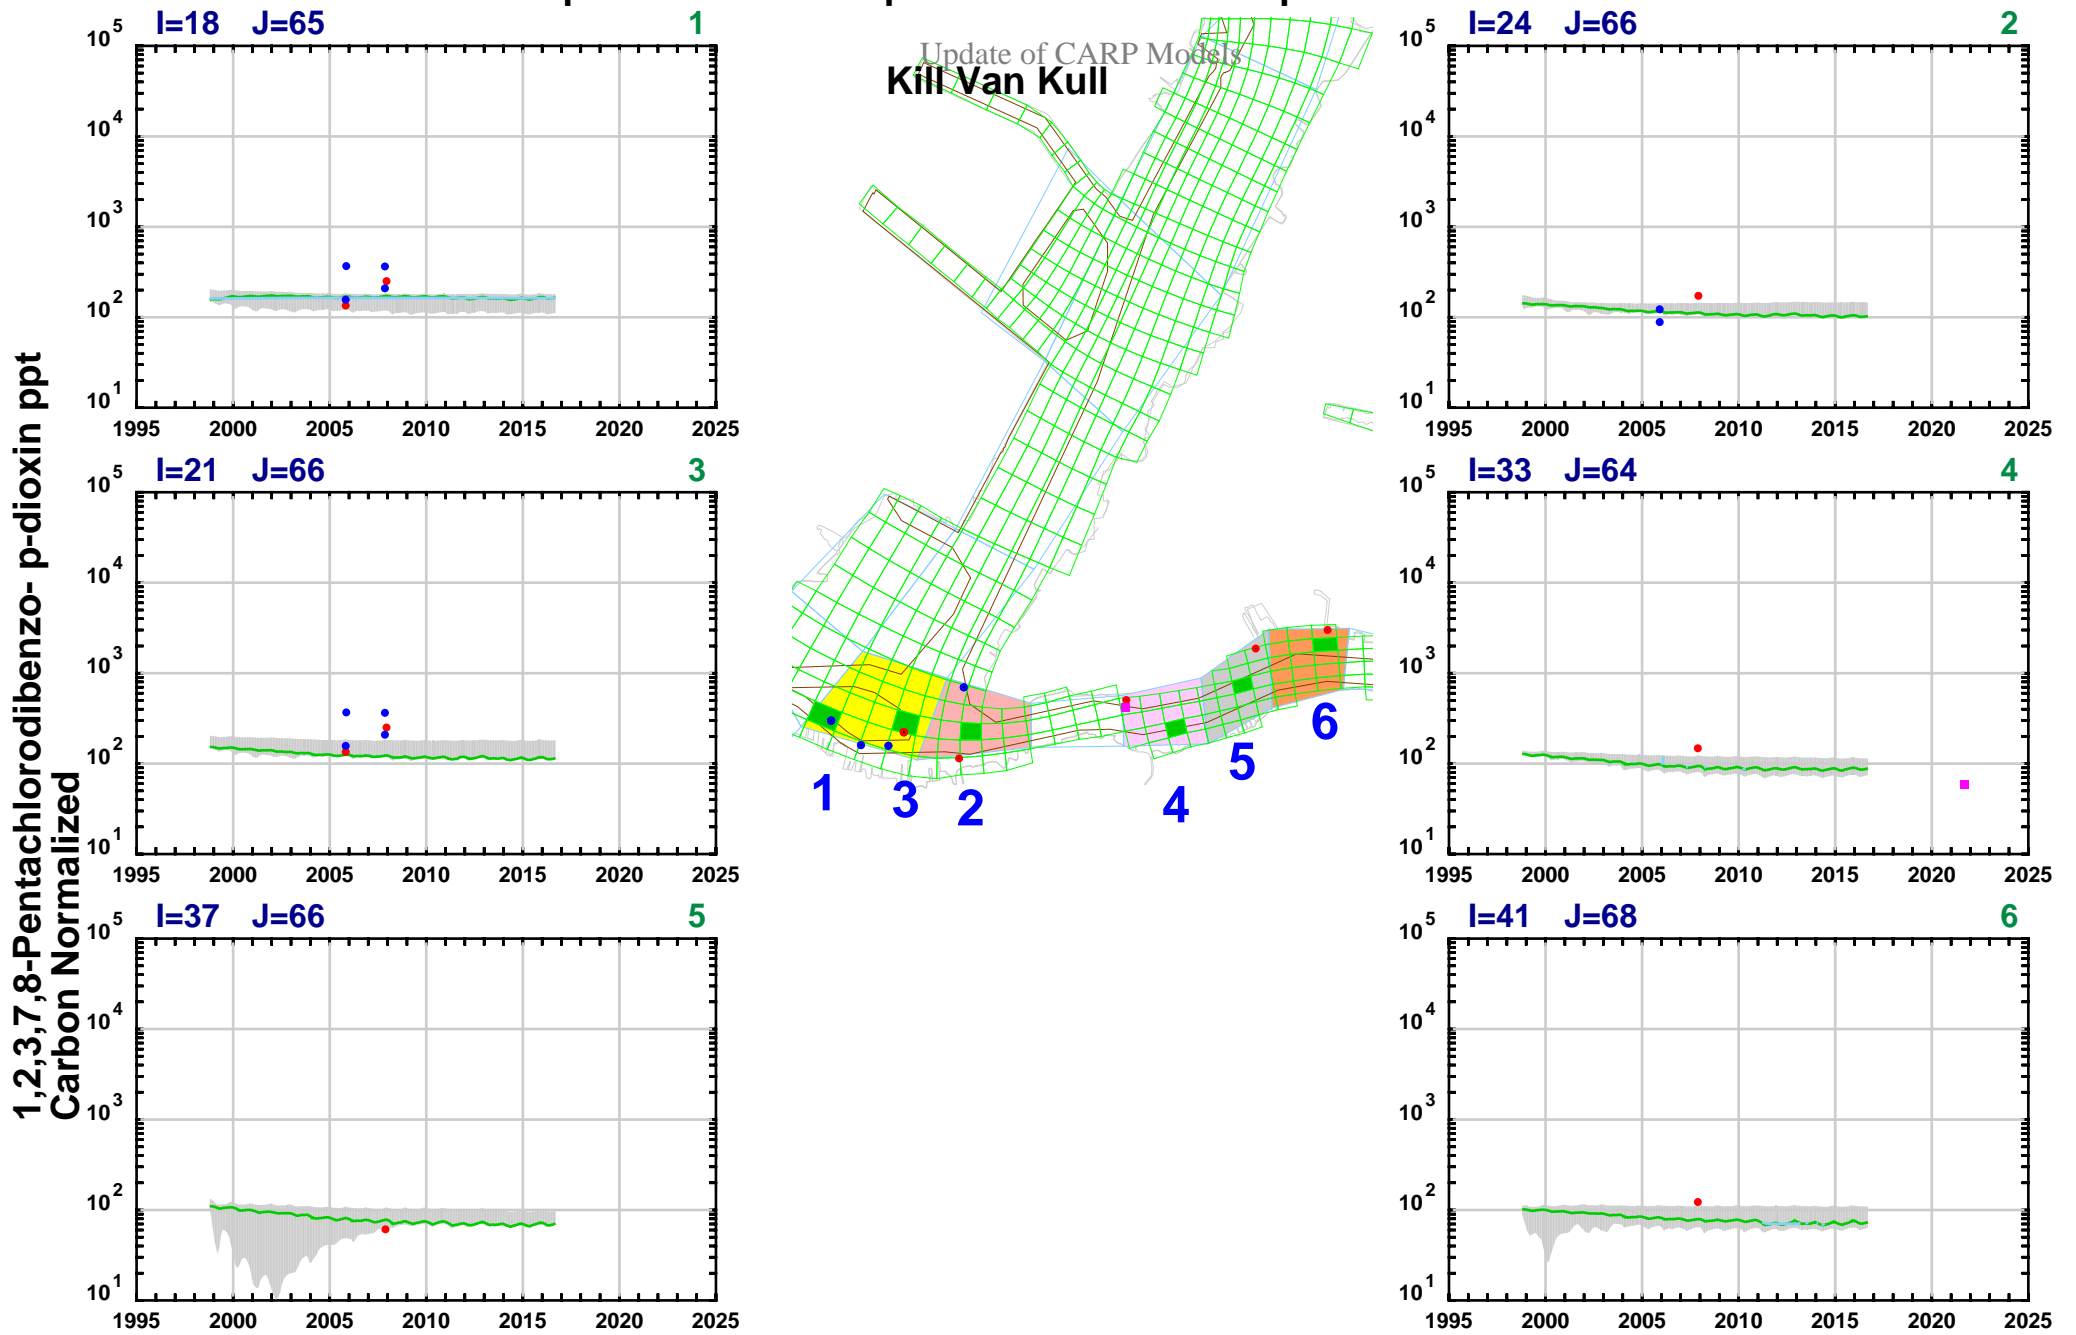 I=18 J=65 1
10^5
10^4
10^3
10^2
10^1
1995 2000 2005 2010 2015 2020 2025
Update of CARP Models
Kill Van Kull
I=24 J=66 2
10^5
10^4
10^3
10^2
10^1
1995 2000 2005 2010 2015 2020 2025
1,2,3,7,8-Pentachlorodibenzo- p-dioxin ppt
Carbon Normalized
I=21 J=66 3
10^5
10^4
10^3
10^2
10^1
1995 2000 2005 2010 2015 2020 2025
1
3
2
4
5
6
I=33 J=64 4
10^5
10^4
10^3
10^2
10^1
1995 2000 2005 2010 2015 2020 2025
I=37 J=66 5
10^5
10^4
10^3
10^2
10^1
1995 2000 2005 2010 2015 2020 2025
I=41 J=68 6
10^5
10^4
10^3
10^2
10^1
1995 2000 2005 2010 2015 2020 2025